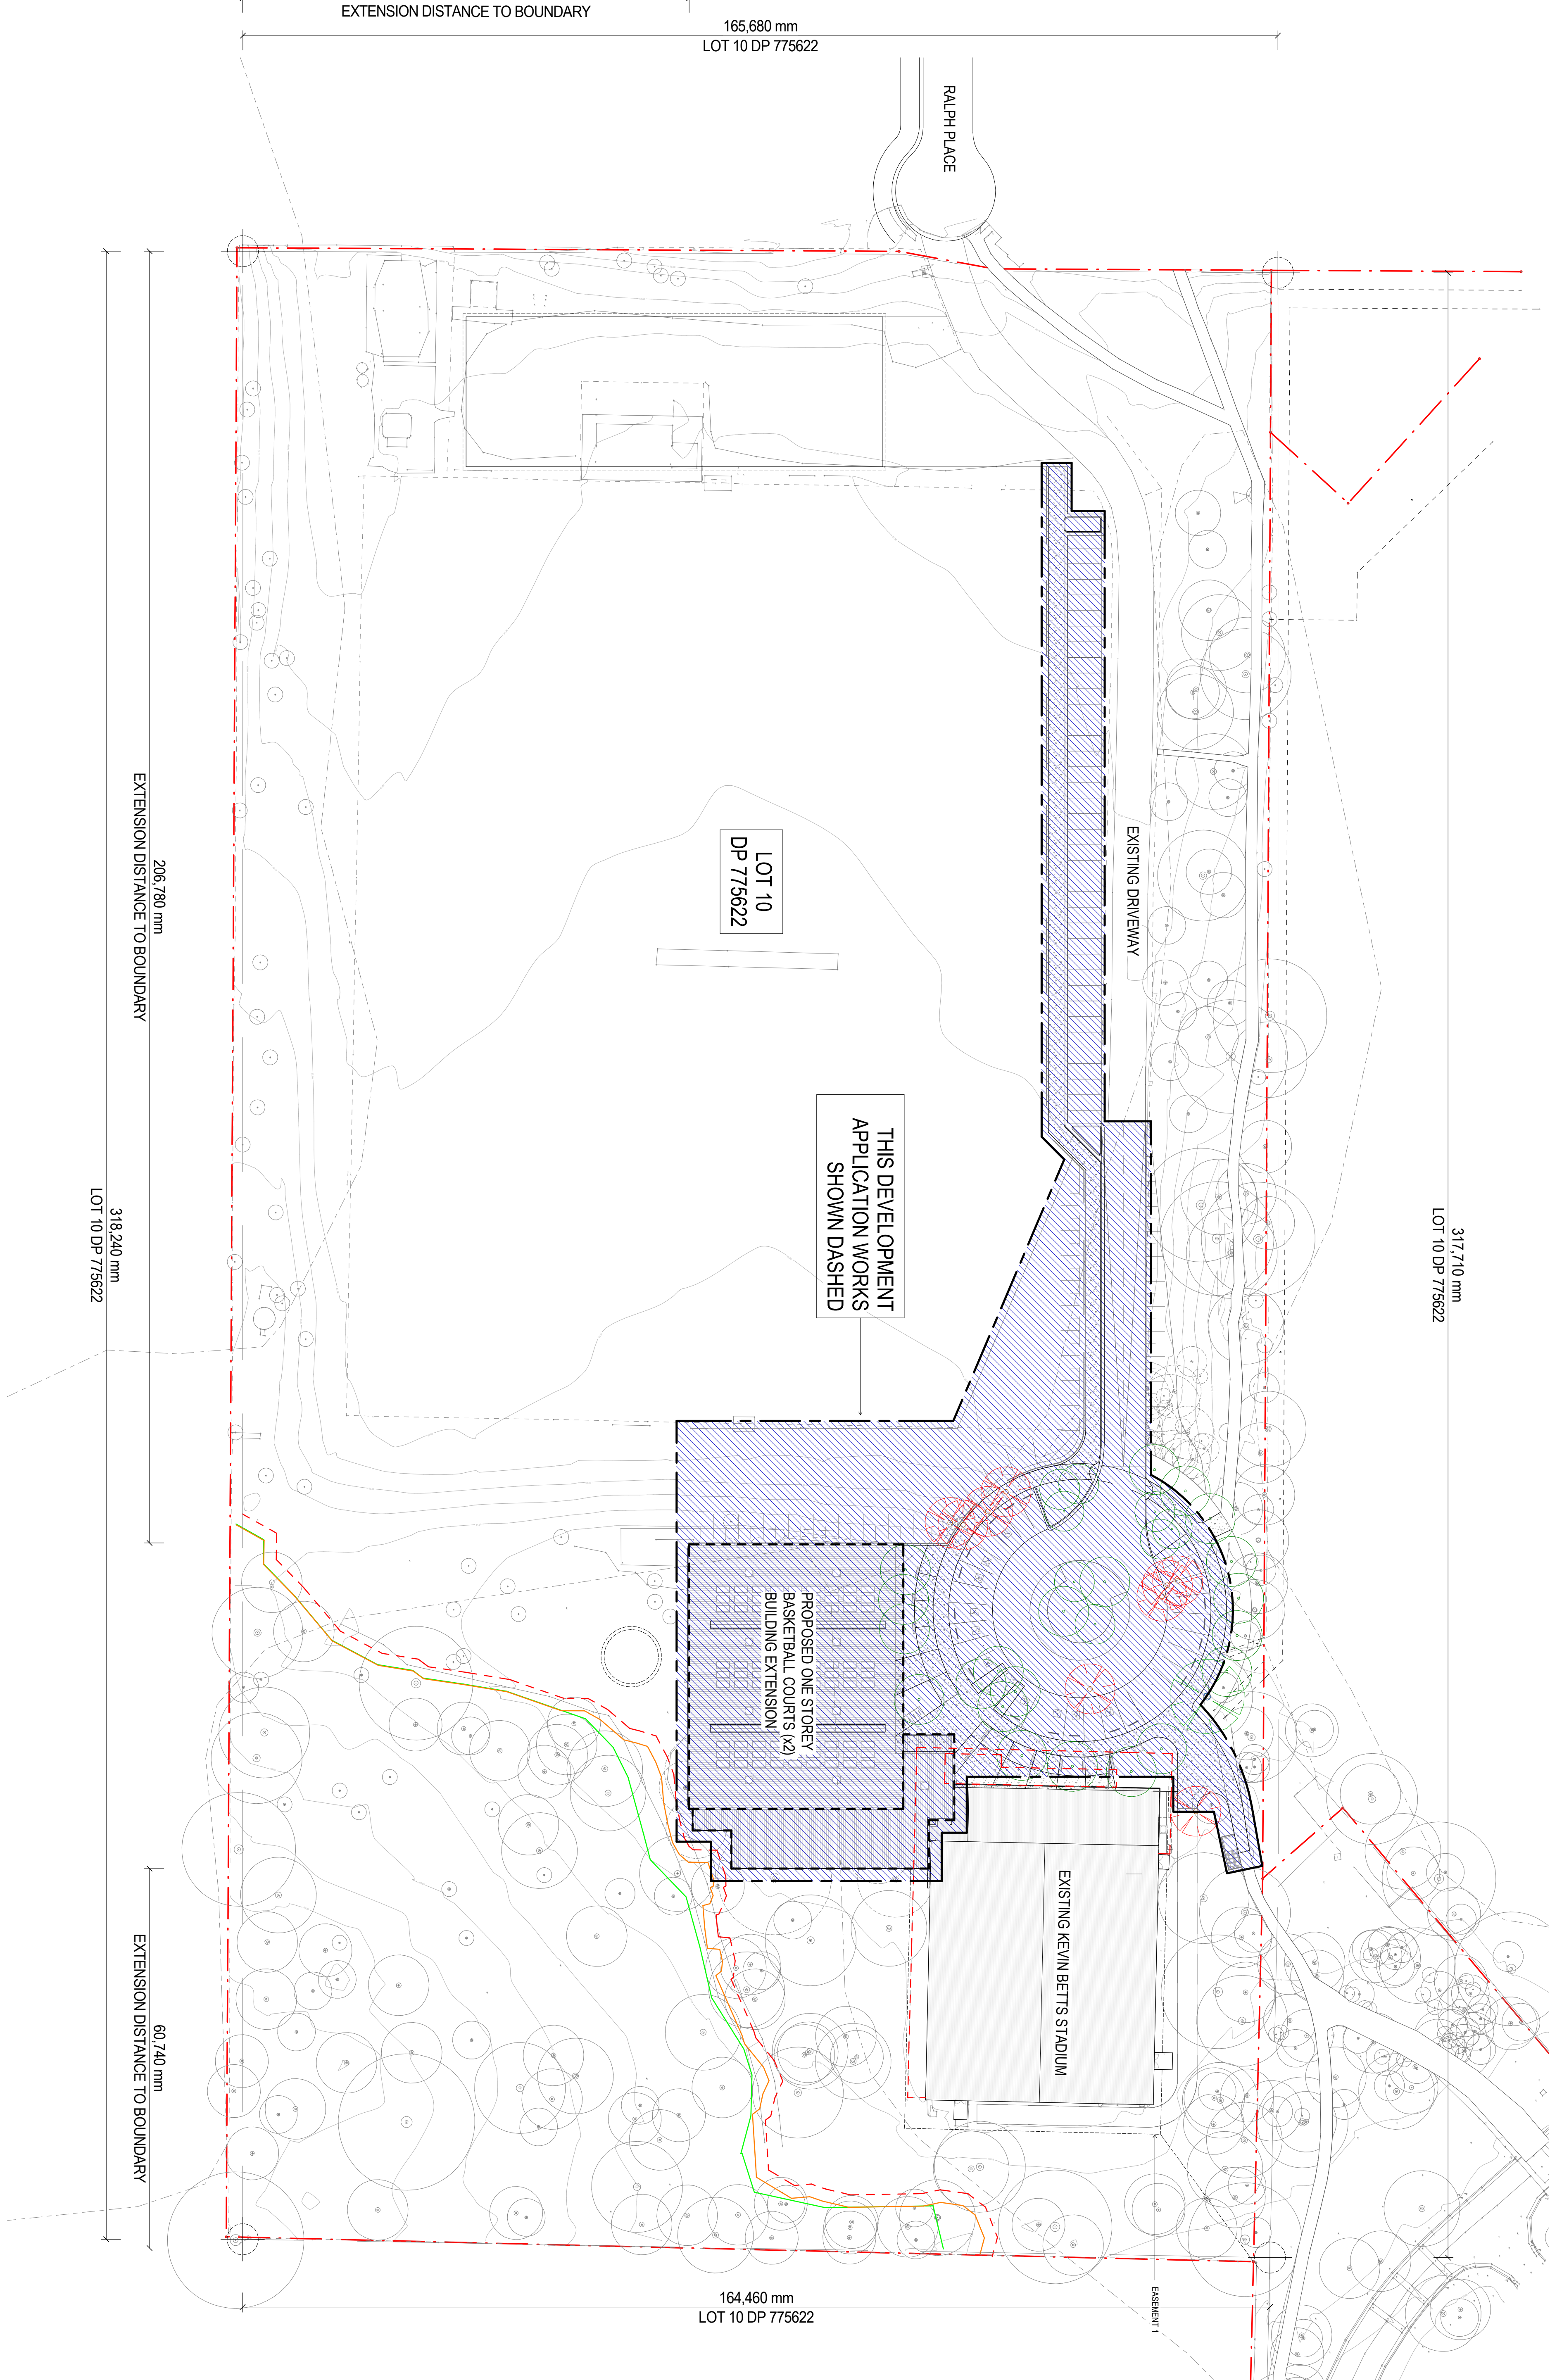 EXTENSION DISTANCE TO BOUNDARY
165,680 mm
LOT 10 DP 775622
RALPH PLACE
EXISTING DRIVEWAY
LOT 10
DP 775622
THIS DEVELOPMENT
APPLICATION WORKS
SHOWN DASHED
206,780 mm
EXTENSION DISTANCE TO BOUNDARY
318,240 mm
LOT 10 DP 775622
317,710 mm
LOT 10 DP 775622
PROPOSED ONE STOREY
BASKETBALL COURTS (x2)
BUILDING EXTENSION
EXISTING KEVIN BETTS STADIUM
60,740 mm
EXTENSION DISTANCE TO BOUNDARY
EASEMENT 1
164,460 mm
LOT 10 DP 775622